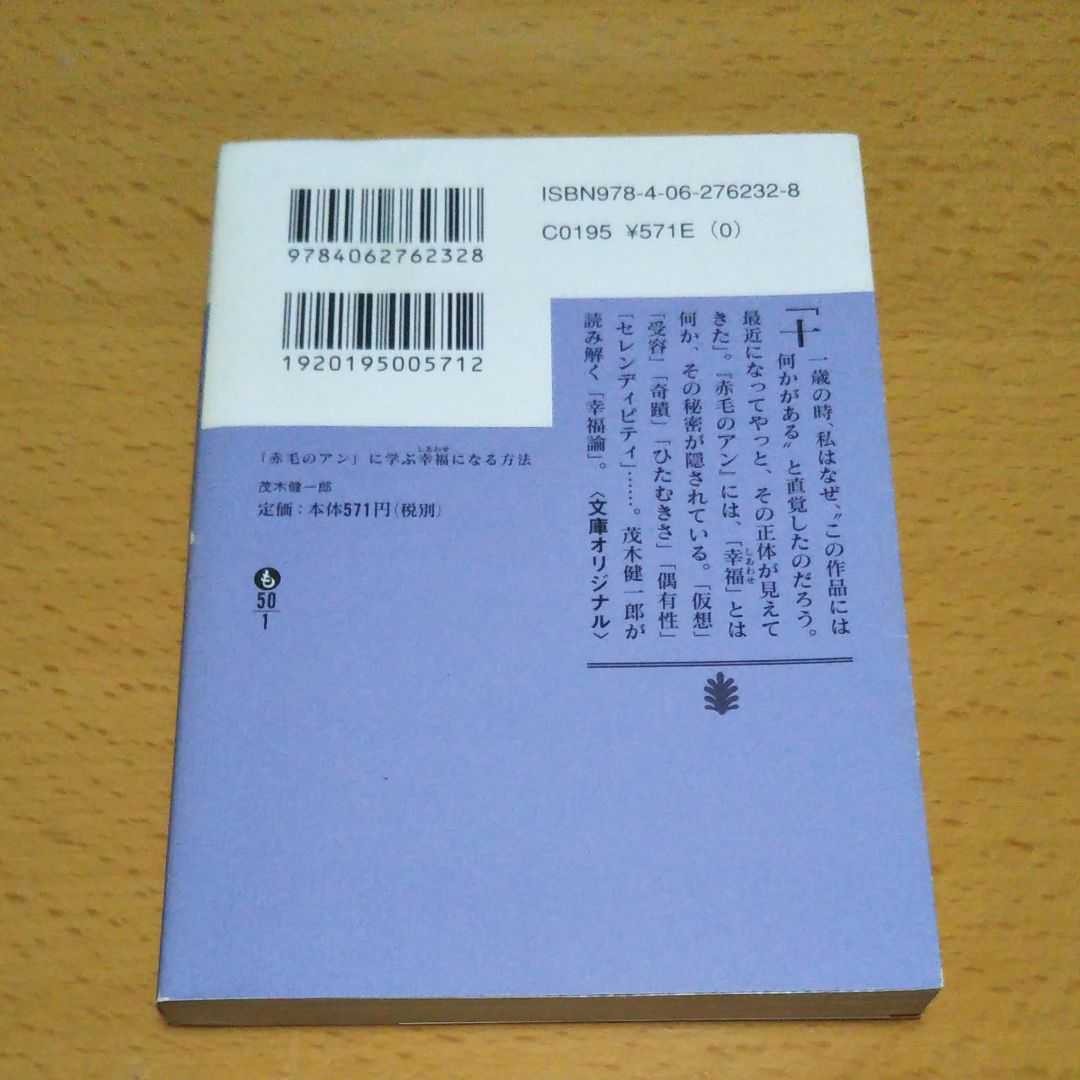 ISBN978-4-06-276232-8
C0195 ¥571E (0)
9784062762328
1920195005712
「十一歳の時、私はなぜ、〝この作品には
何かがある〟と直覚したのだろう。
最近になってやっと、その正体が見えて
きた」。『赤毛のアン』には、「幸福」とは
しあわせ
何か、その秘密が隠されている。「仮想」
「受容」「奇蹟」「ひたむきさ」「偶有性」
「セレンディピティ」……。茂木健一郎が
読み解く「幸福論」。〈文庫オリジナル〉
しあわせ
「赤毛のアン」に学ぶ幸福になる方法
茂木健一郎
定価：本体571円（税別）
も
50
1